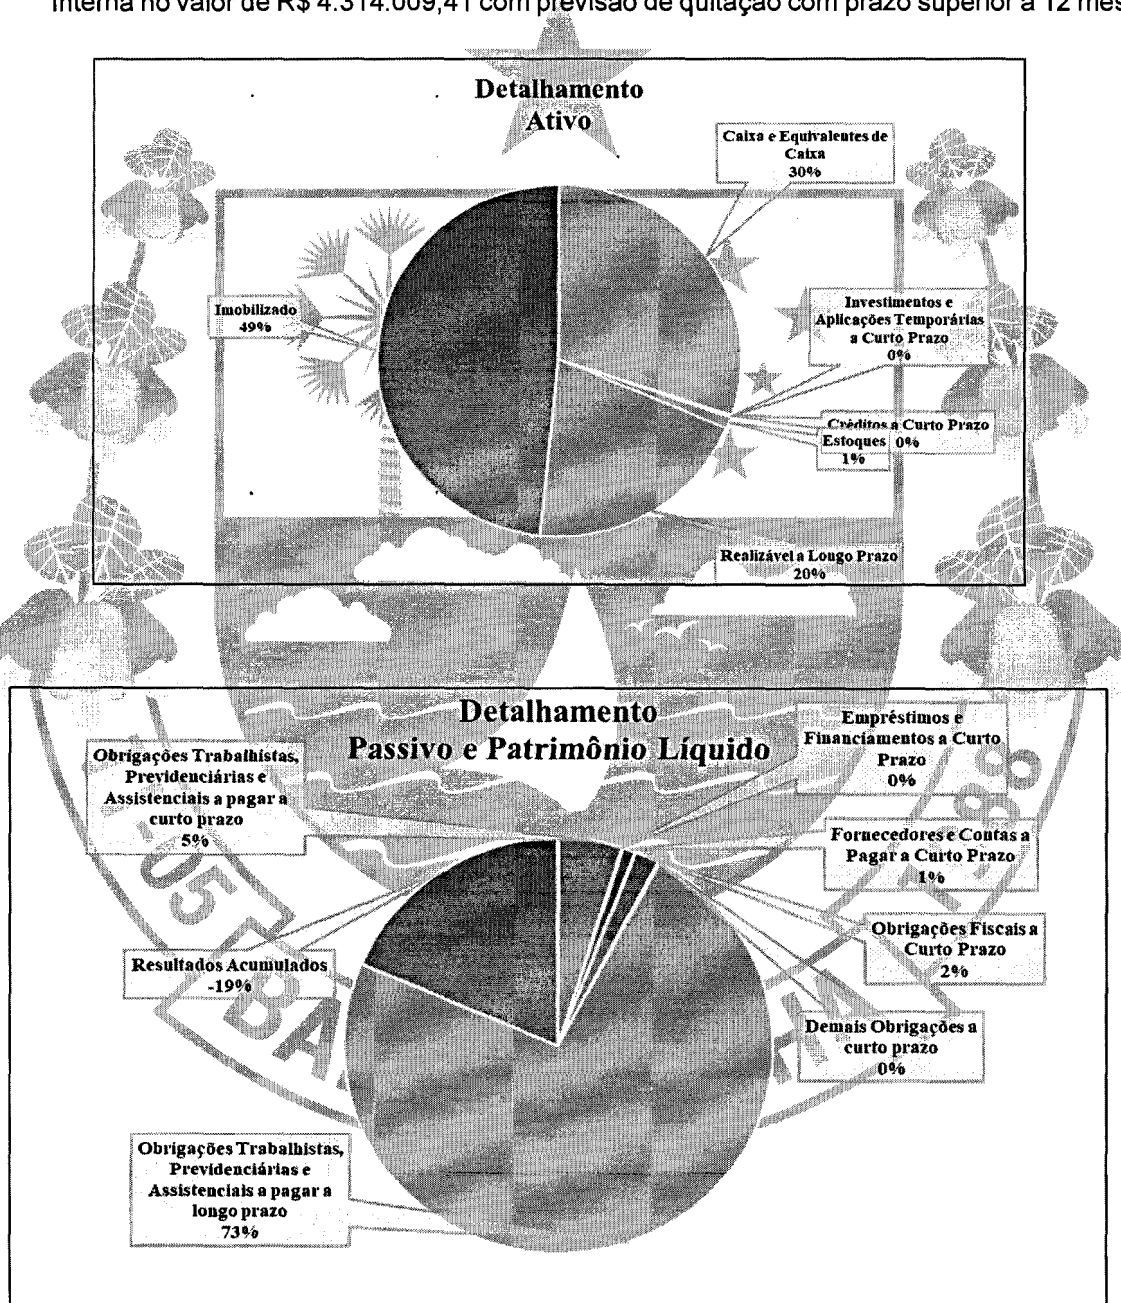 Interna no valor de R$ 4.314.009,41 com previsão de quitação com prazo superior a 12 mes
Detalhamento
Ativo
Caixa e Equivalentes de
Caixa
30%
Imobilizado
49%
Investimentos e
Aplicações Temporárias
a Curto Prazo
0%
Créditos a Curto Prazo
0%
Estoques
1%
Realizável a Longo Prazo
20%
Detalhamento
Passivo e Patrimônio Líquido
Obrigações Trabalhistas,
Previdenciárias e
Assistenciais a pagar a
curto prazo
5%
Empréstimos e
Financiamentos a Curto
Prazo
0%
Fornecedores e Contas a
Pagar a Curto Prazo
1%
Obrigações Fiscais a
Curto Prazo
2%
Resultados Acumulados
-19%
Demais Obrigações a
curto prazo
0%
Obrigações Trabalhistas,
Previdenciárias e
Assistenciais a pagar a
longo prazo
73%